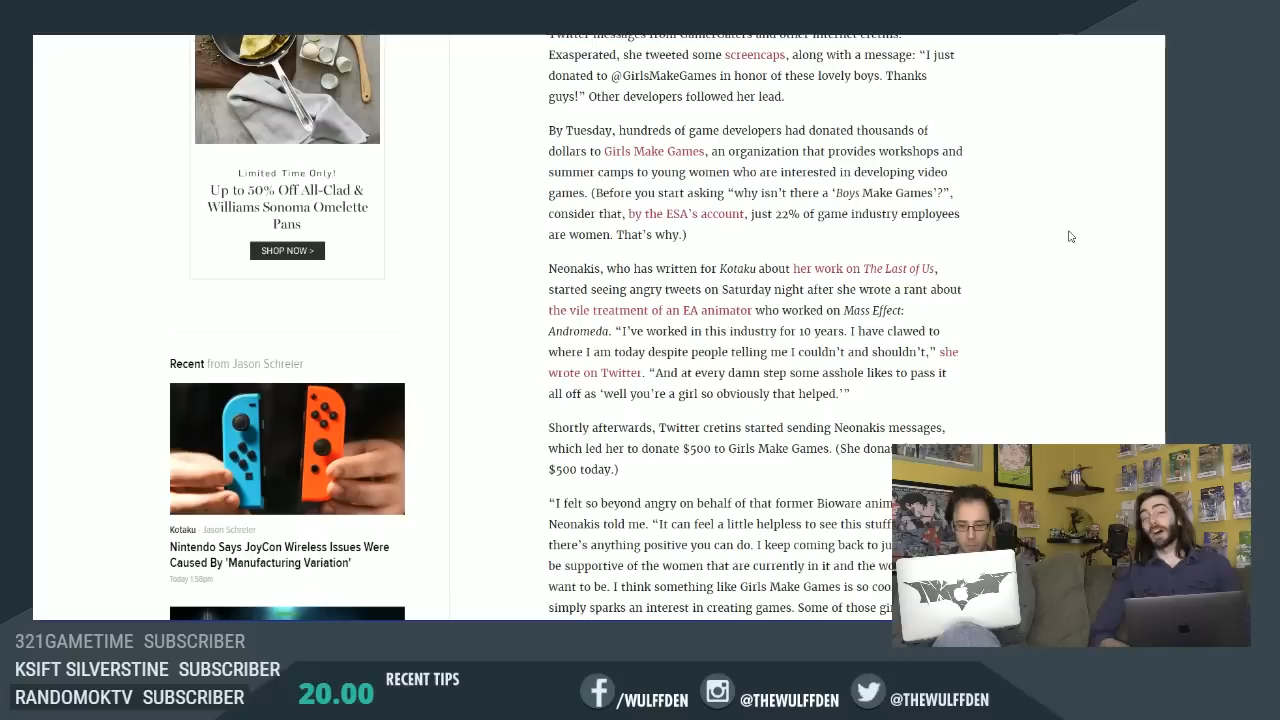 Twitter messages from GamerGaters and other internet cretins.
Exasperated, she tweeted some screencaps, along with a message: “I just
donated to @GirlsMakeGames in honor of these lovely boys. Thanks
guys!” Other developers followed her lead.
By Tuesday, hundreds of game developers had donated thousands of
dollars to Girls Make Games, an organization that provides workshops and
summer camps to young women who are interested in developing video
games. (Before you start asking “why isn’t there a ‘Boys Make Games’?”,
consider that, by the ESA’s account, just 22% of game industry employees
are women. That’s why.)
Neonakis, who has written for Kotaku about her work on The Last of Us,
started seeing angry tweets on Saturday night after she wrote a rant about
the vile treatment of an EA animator who worked on Mass Effect:
Andromeda. “I’ve worked in this industry for 10 years. I have clawed to
where I am today despite people telling me I couldn’t and shouldn’t,” she
wrote on Twitter. “And at every damn step some asshole likes to pass it
all off as ‘well you’re a girl so obviously that helped.’”
Shortly afterwards, Twitter cretins started sending Neonakis messages,
which led her to donate $500 to Girls Make Games. (She
$500 today.)
“I felt so beyond angry on behalf of that former Bioware
Neonakis told me. “It can feel a little helpless to see this stuff
there’s anything positive you can do. I keep coming back to
be supportive of the women that are currently in it and the
want to be. I think something like Girls Make Games is so
simply sparks an interest in creating games. Some of those
Limited Time Only!
Up to 50% Off All-Clad &
Williams Sonoma Omelette
Pans
SHOP NOW >
Recent from Jason Schreier
Kotaku - Jason Schreier
Nintendo Says JoyCon Wireless Issues Were
Caused By 'Manufacturing Variation'
Today 1:58pm
321GAMETIME SUBSCRIBER
KSIFT SILVERSTINE SUBSCRIBER
RANDOMOKTV SUBSCRIBER
20.00 RECENT TIPS
/WULFFDEN @THEWULFFDEN @THEWULFFDEN